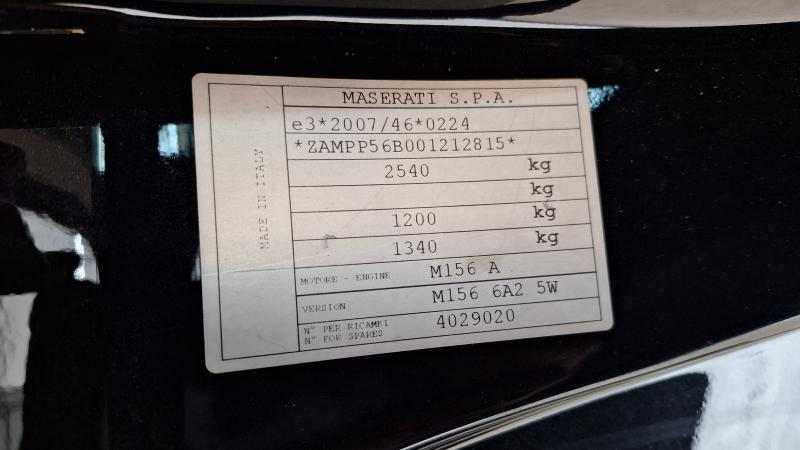 MASERATI S.P.A.
e3*2007/46*0224
*ZAMPP56B001212815*
2540 kg
kg
1200 kg
1340 kg
MOTORE - ENGINE M156 A
VERSION M156 6A2 5W
N° PER RICAMBI
N° FOR SPARES 4029020
MADE IN ITALY